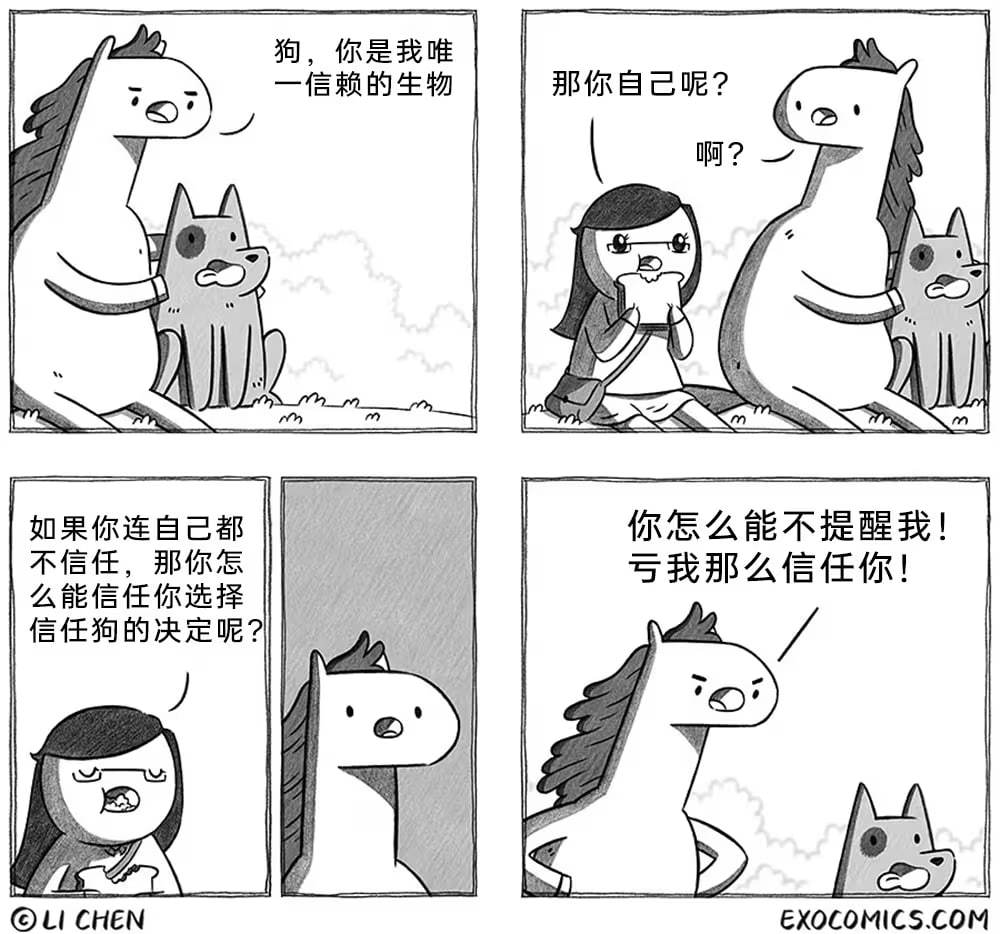 狗，你是我唯
一信赖的生物
那你自己呢？
啊？
如果你连自己都
不信任，那你怎
么能信任你选择
信任狗的决定呢？
你怎么能不提醒我！
亏我那么信任你！
©LI CHEN
EXOCOMICS.COM